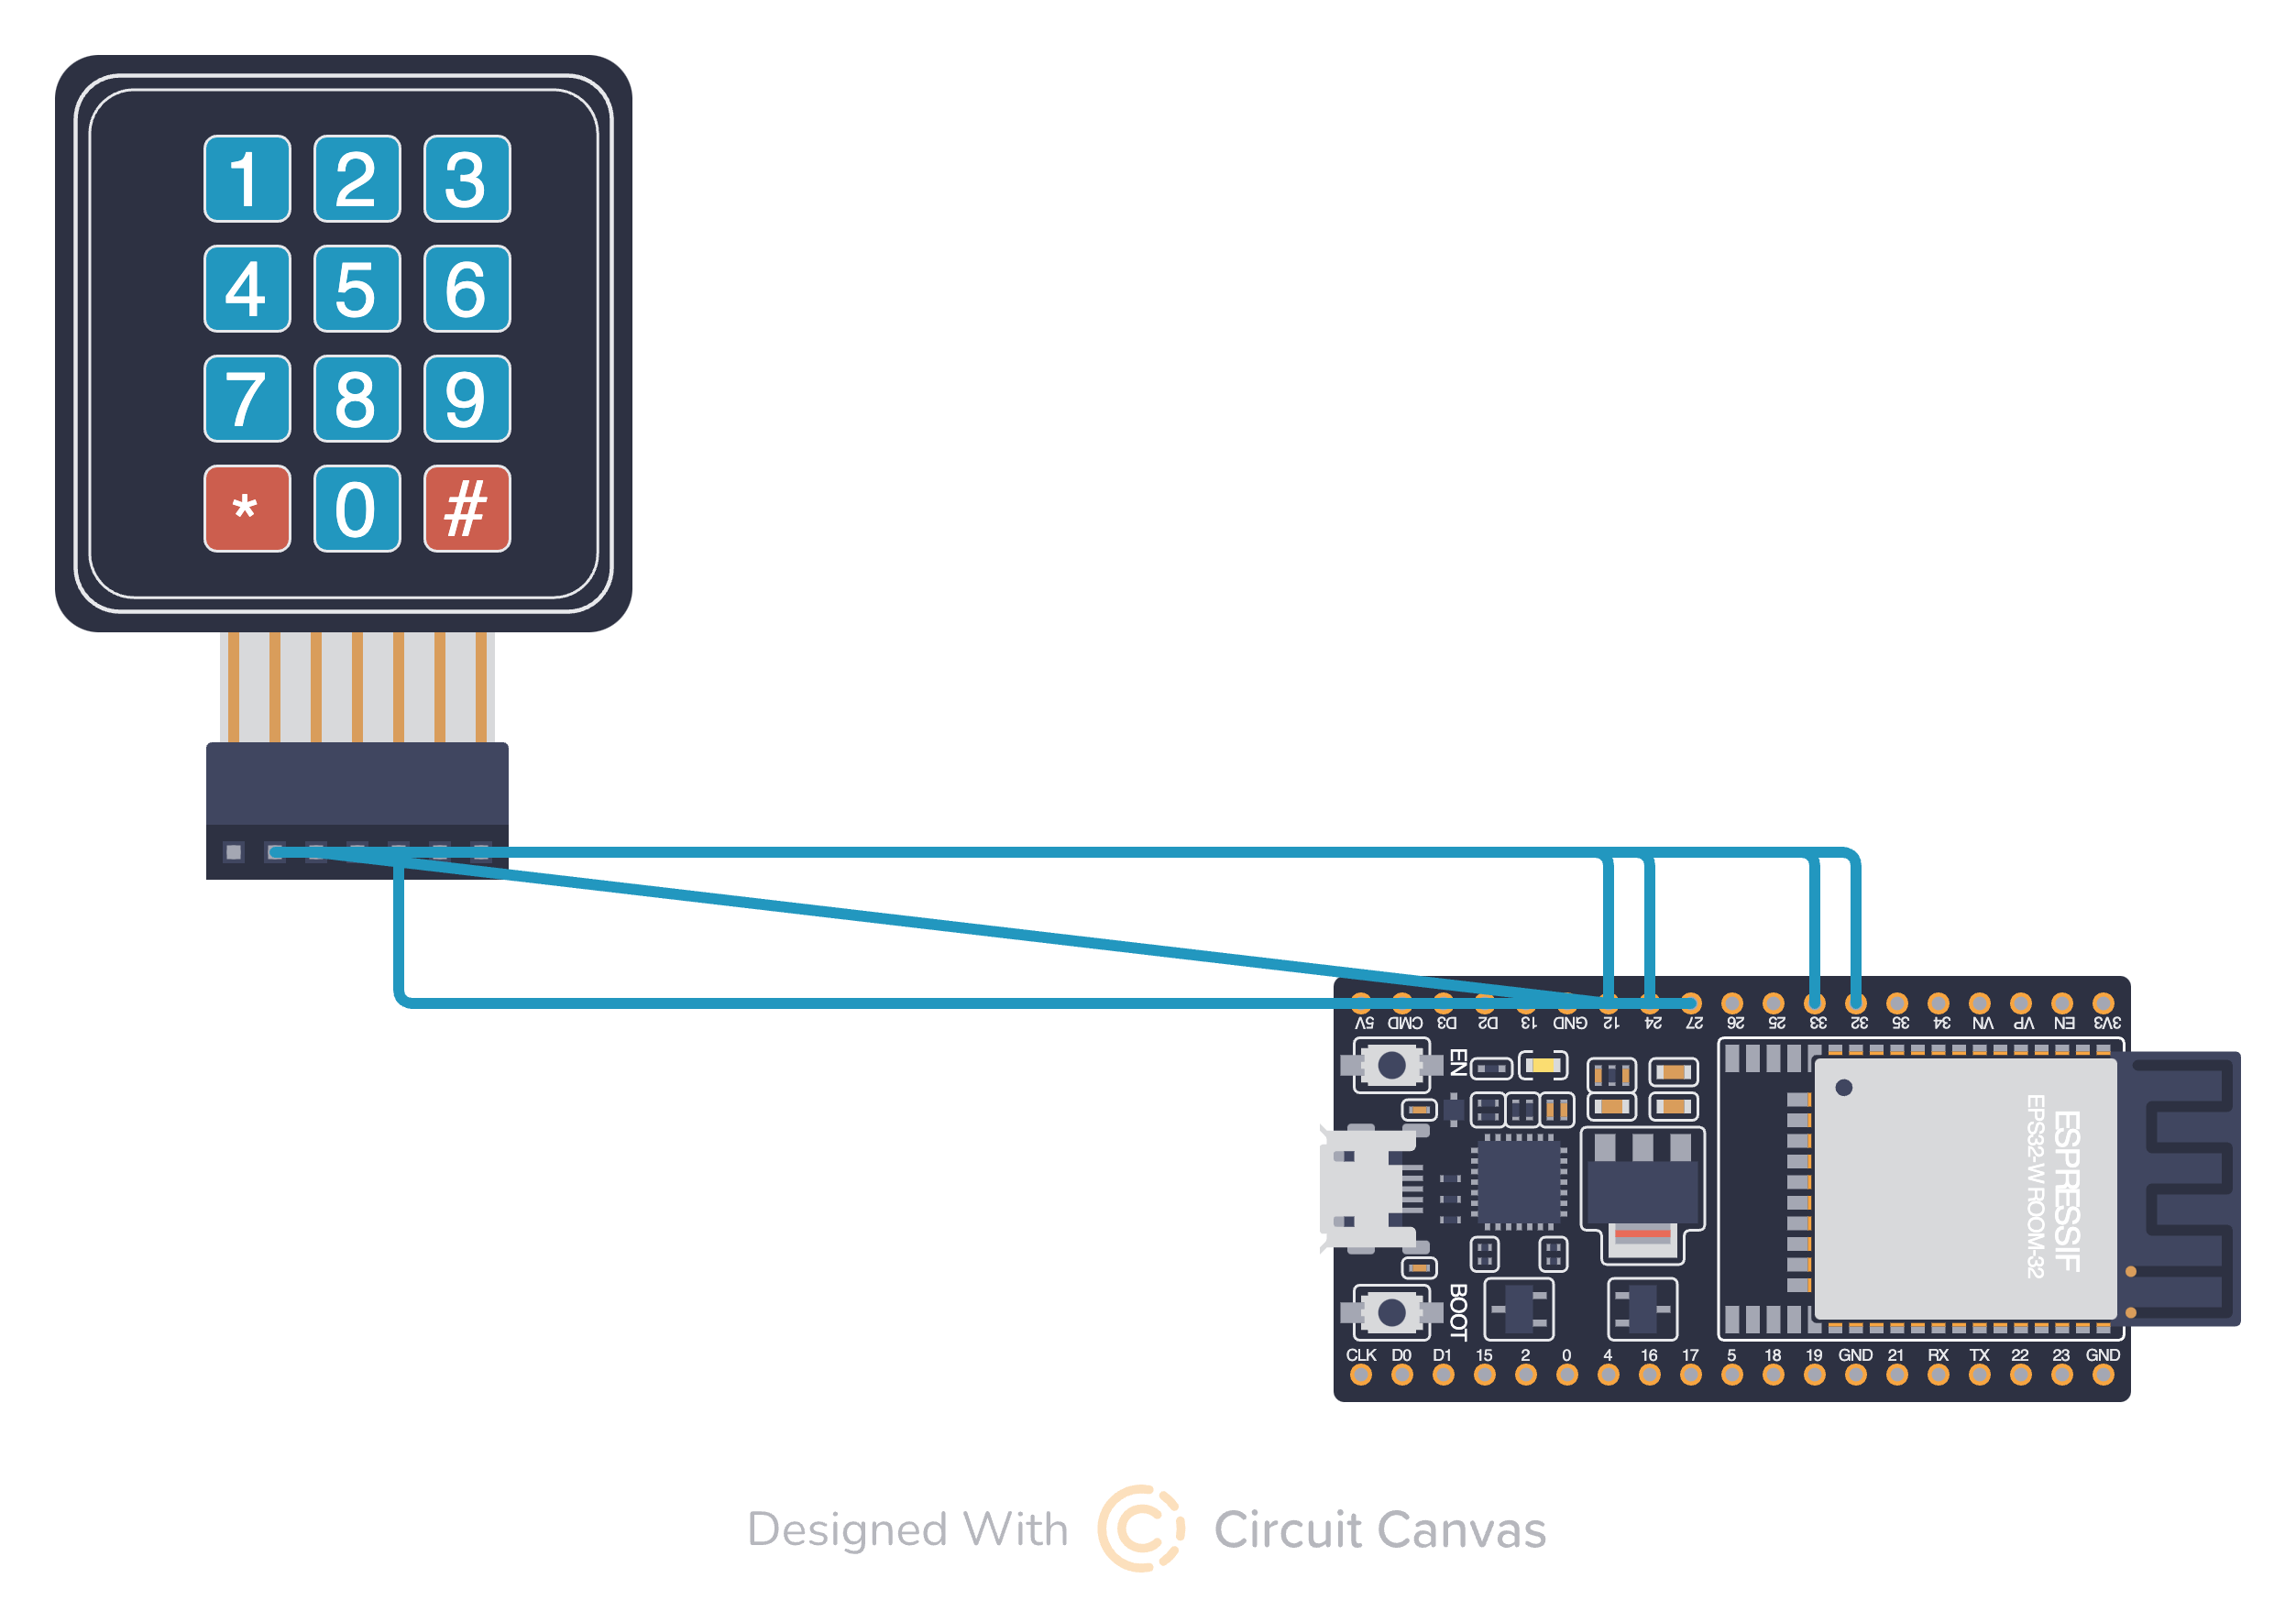 1 2 3
4 5 6
7 8 9
* 0 #
5V CMD D3 D2 13 GND 12 24 27 26 25 33 32 35 34 VN VP EN 3V3
EN
ESPRESSIF
EPS32-WROOM-32
BOOT
CLK D0 D1 15 2 0 4 16 17 5 18 19 GND 21 RX TX 22 23 GND
Designed With Circuit Canvas